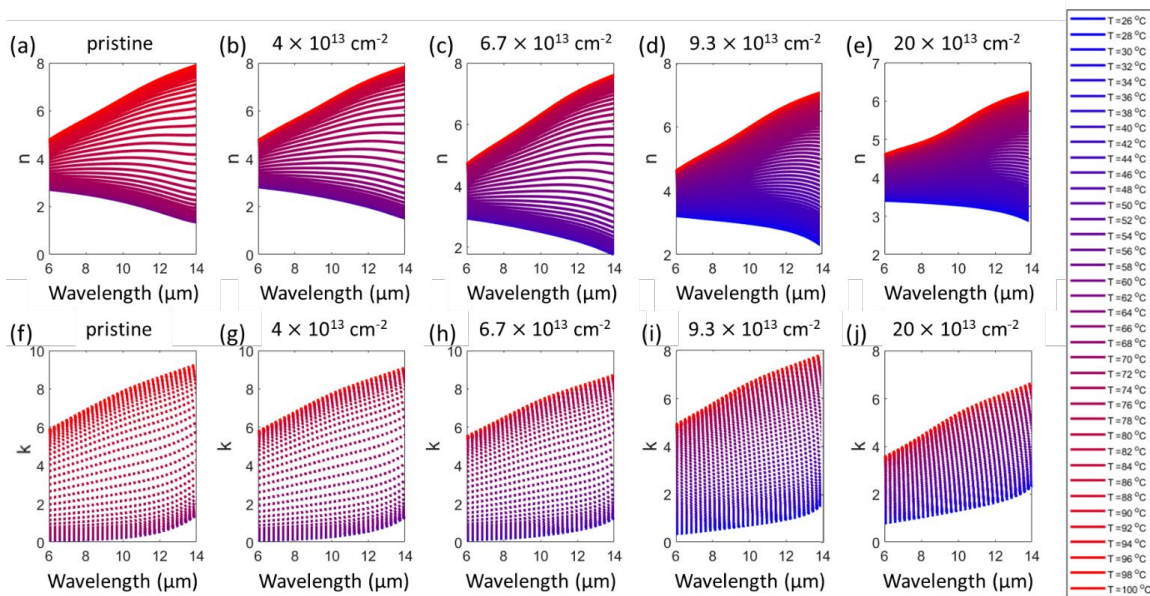 (a) pristine
(b) 4 × 10¹³ cm⁻²
(c) 6.7 × 10¹³ cm⁻²
(d) 9.3 × 10¹³ cm⁻²
(e) 20 × 10¹³ cm⁻²
8 6 4 2 0
n
6 8 10 12 14
Wavelength (μm)
8 6 4 2 0
n
6 8 10 12 14
Wavelength (μm)
8 6 4 2
n
6 8 10 12 14
Wavelength (μm)
8 6 4 2
n
6 8 10 12 14
Wavelength (μm)
7 6 5 4 3 2
n
6 8 10 12 14
Wavelength (μm)
(f) pristine
(g) 4 × 10¹³ cm⁻²
(h) 6.7 × 10¹³ cm⁻²
(i) 9.3 × 10¹³ cm⁻²
(j) 20 × 10¹³ cm⁻²
10 8 6 4 2 0
k
6 8 10 12 14
Wavelength (μm)
10 8 6 4 2 0
k
6 8 10 12 14
Wavelength (μm)
10 8 6 4 2 0
k
6 8 10 12 14
Wavelength (μm)
8 6 4 2 0
k
6 8 10 12 14
Wavelength (μm)
8 6 4 2 0
k
6 8 10 12 14
Wavelength (μm)
T =26 °C
T =28 °C
T =30 °C
T =32 °C
T =34 °C
T =36 °C
T =38 °C
T =40 °C
T =42 °C
T =44 °C
T =46 °C
T =48 °C
T =50 °C
T =52 °C
T =54 °C
T =56 °C
T =58 °C
T =60 °C
T =62 °C
T =64 °C
T =66 °C
T =68 °C
T =70 °C
T =72 °C
T =74 °C
T =76 °C
T =78 °C
T =80 °C
T =82 °C
T =84 °C
T =86 °C
T =88 °C
T =90 °C
T =92 °C
T =94 °C
T =96 °C
T =98 °C
T =100 °C